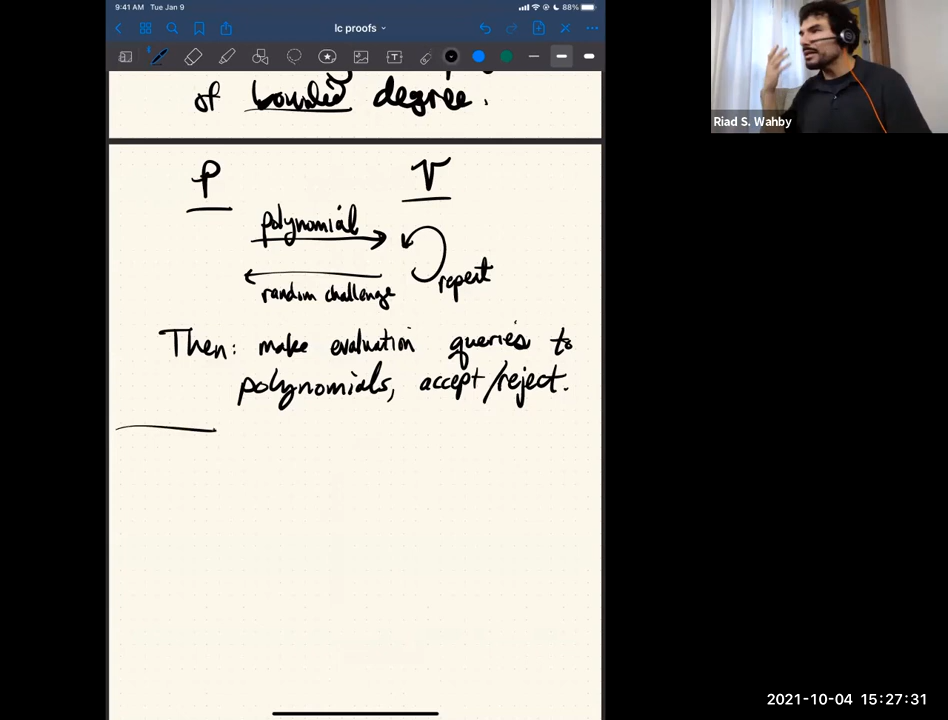 9:41 AM Tue Jan 9
88%
lc proofs
of bounded degree.
P
V
polynomial
random challenge
repeat
Then: make evaluation queries to
polynomials, accept/reject.
Riad S. Wahby
2021-10-04 15:27:31